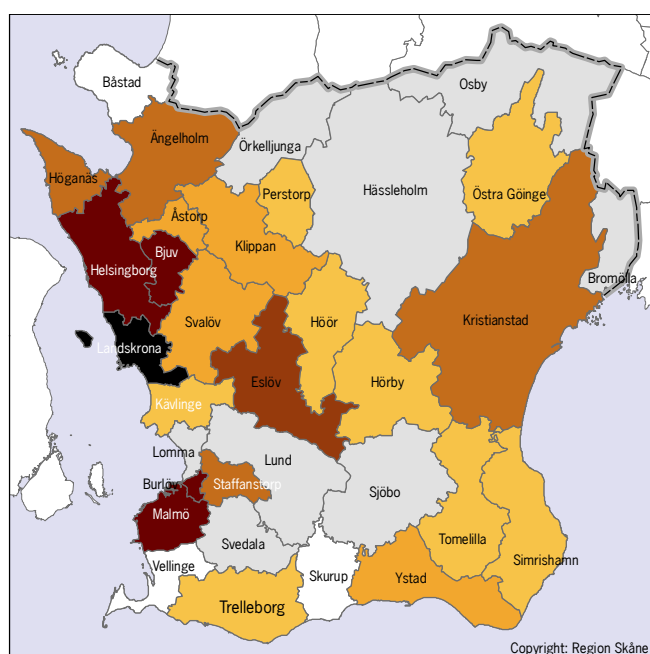 Båstad
Osby
Ängelholm
Örkelljunga
Höganäs
Perstorp
Hässleholm
Östra Göinge
Åstorp
Klippan
Bjuv
Helsingborg
Bromölla
Svalöv
Höör
Kristianstad
Landskrona
Eslöv
Hörby
Kävlinge
Lomma
Lund
Burlöv
Staffanstorp
Sjöbo
Malmö
Svedala
Tomelilla
Simrishamn
Vellinge
Skurup
Ystad
Trelleborg
Copyright: Region Skåne